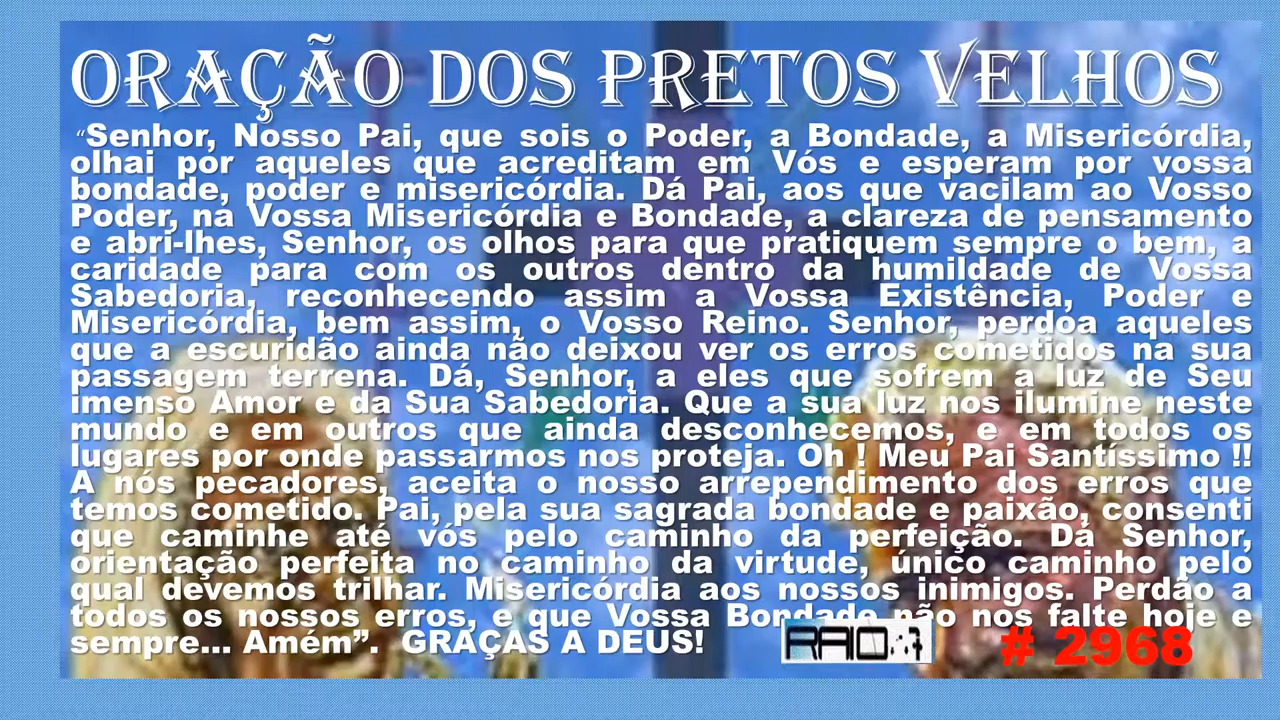 ORAÇÃO DOS PRETOS VELHOS
“Senhor, Nosso Pai, que sois o Poder, a Bondade, a Misericórdia,
olhai por aqueles que acreditam em Vós e esperam por vossa
bondade, poder e misericórdia. Dá Pai, aos que vacilam ao Vosso
Poder, na Vossa Misericórdia e Bondade, a clareza de pensamento
e abri-lhes, Senhor, os olhos para que pratiquem sempre o bem, a
caridade para com os outros dentro da humildade de Vossa
Sabedoria, reconhecendo assim a Vossa Existência, Poder e
Misericórdia, bem assim, o Vosso Reino. Senhor, perdoa aqueles
que a escuridão ainda não deixou ver os erros cometidos na sua
passagem terrena. Dá, Senhor, a eles que sofrem a luz de Seu
imenso Amor e da Sua Sabedoria. Que a sua luz nos ilumine neste
mundo e em outros que ainda desconhecemos, e em todos os
lugares por onde passarmos nos proteja. Oh ! Meu Pai Santíssimo !!
A nós pecadores, aceita o nosso arrependimento dos erros que
temos cometido. Pai, pela sua sagrada bondade e paixão, consenti
que caminhe até vós pelo caminho da perfeição. Dá Senhor,
orientação perfeita no caminho da virtude, único caminho pelo
qual devemos trilhar. Misericórdia aos nossos inimigos. Perdão a
todos os nossos erros, e que Vossa Bondade não nos falte hoje e
sempre... Amém”. GRAÇAS A DEUS!
RAIO
# 2968